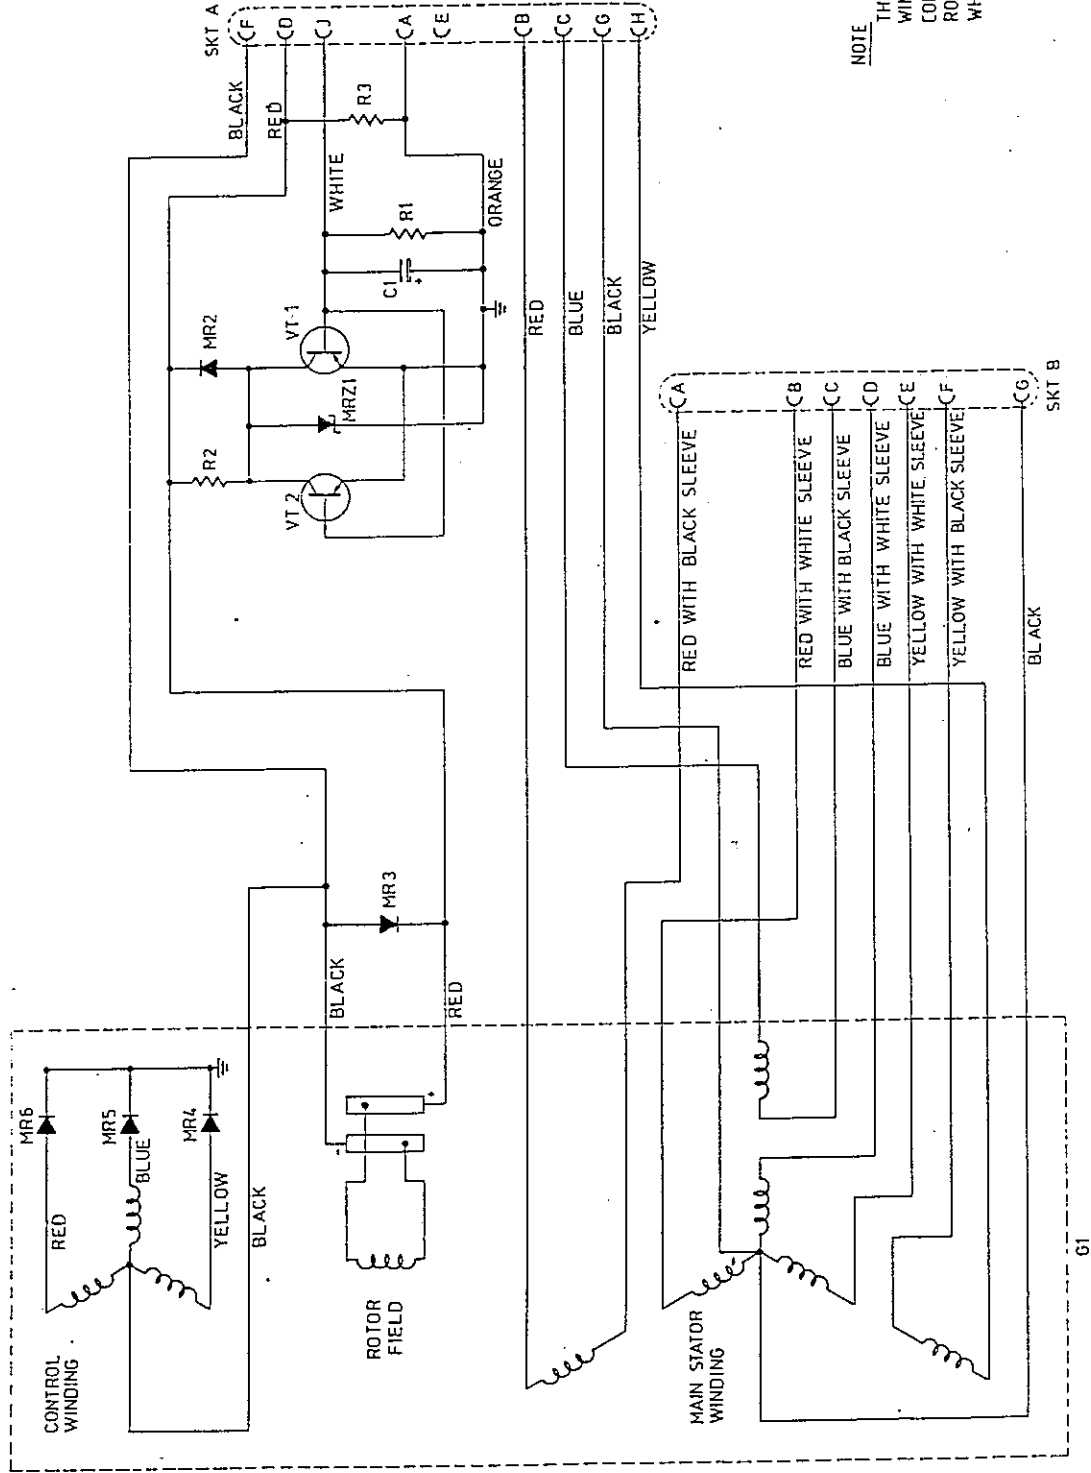 SKT A
F
D
J
A
E
B
C
G
H
BLACK
RED
WHITE
R3
R1
ORANGE
C1
+
VT-1
MR2
MRZ1
R2
VT 2
RED
BLUE
BLACK
YELLOW
NOTE
SKT B
A
B
C
D
E
F
G
RED WITH BLACK SLEEVE
RED WITH WHITE SLEEVE
BLUE WITH BLACK SLEEVE
BLUE WITH WHITE SLEEVE
YELLOW WITH WHITE SLEEVE
YELLOW WITH BLACK SLEEVE
BLACK
MR3
BLACK
RED
MR6
MR5
MR4
RED
BLUE
YELLOW
BLACK
CONTROL
WINDING
-
+
ROTOR
FIELD
MAIN STATOR
WINDING
G1